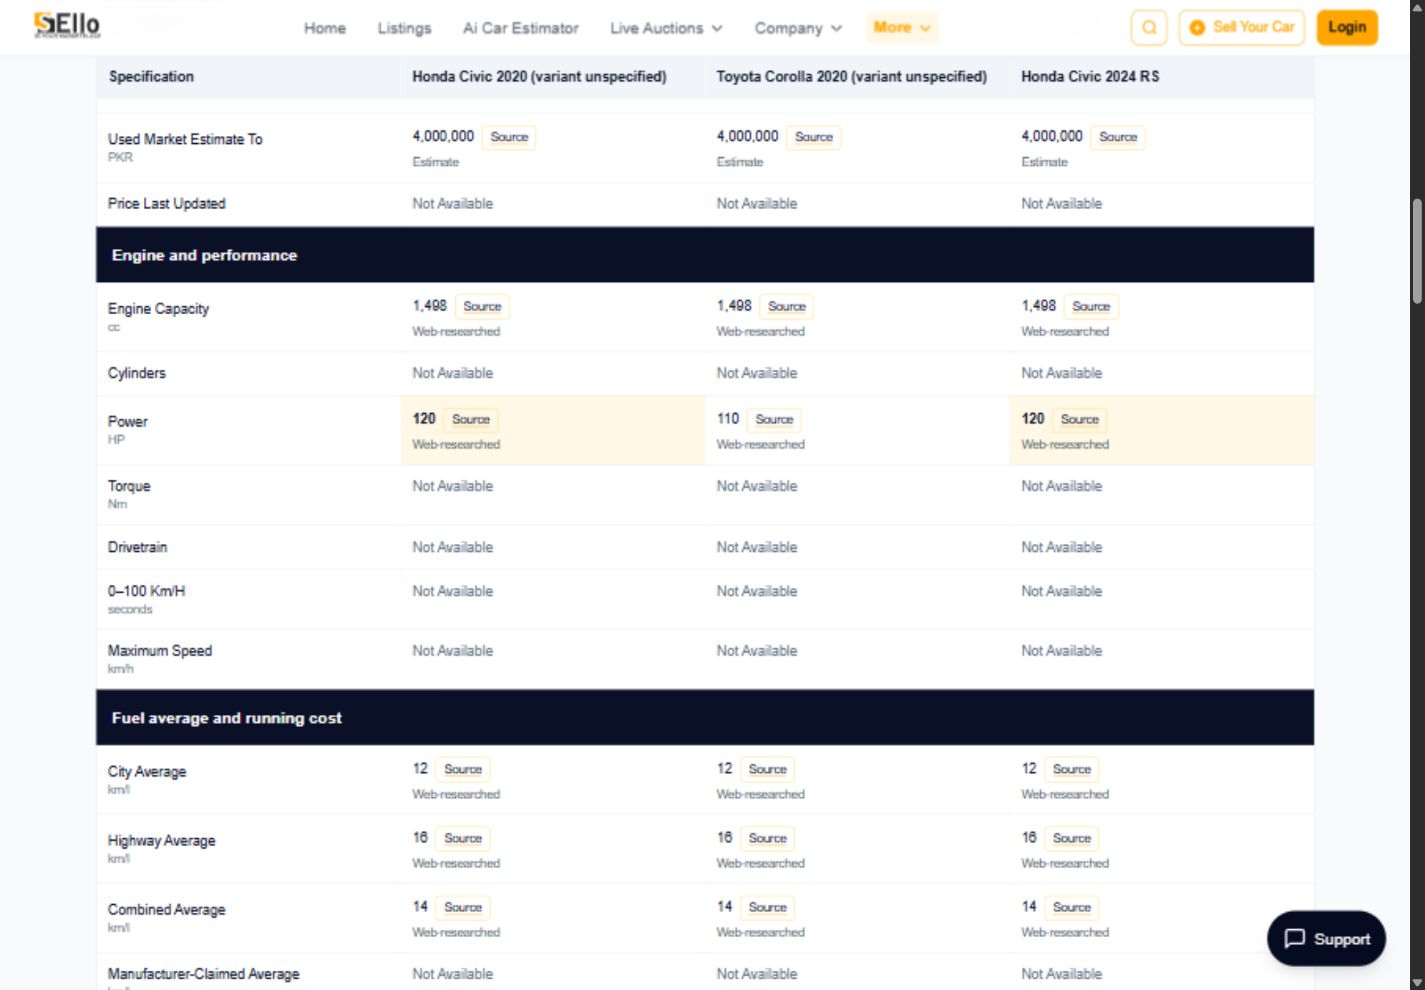 SEllo
Home Listings Ai Car Estimator Live Auctions Company More Sell Your Car Login
Specification Honda Civic 2020 (variant unspecified) Toyota Corolla 2020 (variant unspecified) Honda Civic 2024 RS
Used Market Estimate To 4,000,000 Source 4,000,000 Source 4,000,000 Source
PKR Estimate Estimate Estimate
Price Last Updated Not Available Not Available Not Available
Engine and performance
Engine Capacity 1,498 Source 1,498 Source 1,498 Source
cc Web-researched Web-researched Web-researched
Cylinders Not Available Not Available Not Available
Power 120 Source 110 Source 120 Source
HP Web-researched Web-researched Web-researched
Torque Not Available Not Available Not Available
Nm
Drivetrain Not Available Not Available Not Available
0–100 Km/H Not Available Not Available Not Available
seconds
Maximum Speed Not Available Not Available Not Available
km/h
Fuel average and running cost
City Average 12 Source 12 Source 12 Source
km/l Web-researched Web-researched Web-researched
Highway Average 16 Source 16 Source 16 Source
km/l Web-researched Web-researched Web-researched
Combined Average 14 Source 14 Source 14 Source
km/l Web-researched Web-researched Web-researched
Manufacturer-Claimed Average Not Available Not Available Not Available
Support